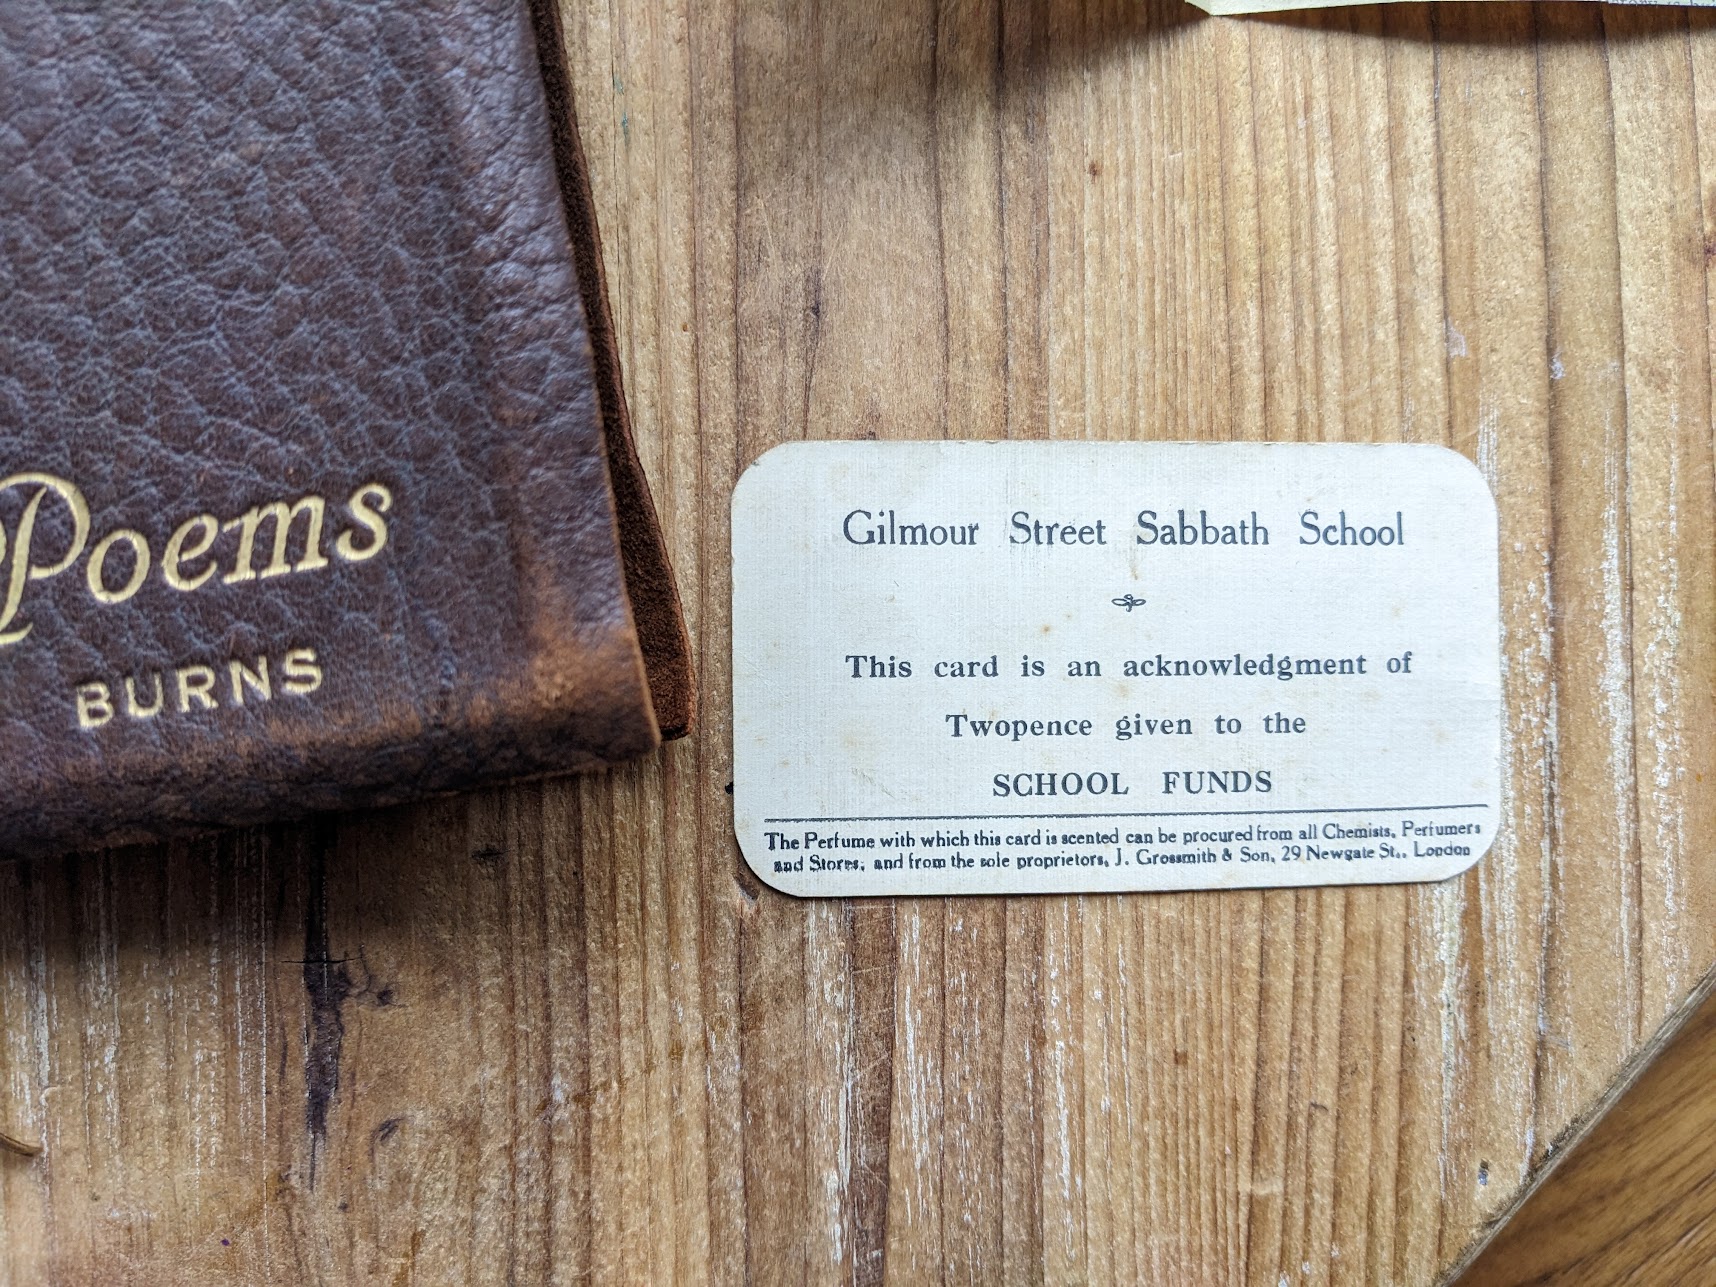 Poems
BURNS
Gilmour Street Sabbath School
This card is an acknowledgment of
Twopence given to the
SCHOOL FUNDS
The Perfume with which this card is scented can be procured from all Chemists, Perfumers
and Stores, and from the sole proprietors, J. Grossmith & Son, 29 Newgate St., London